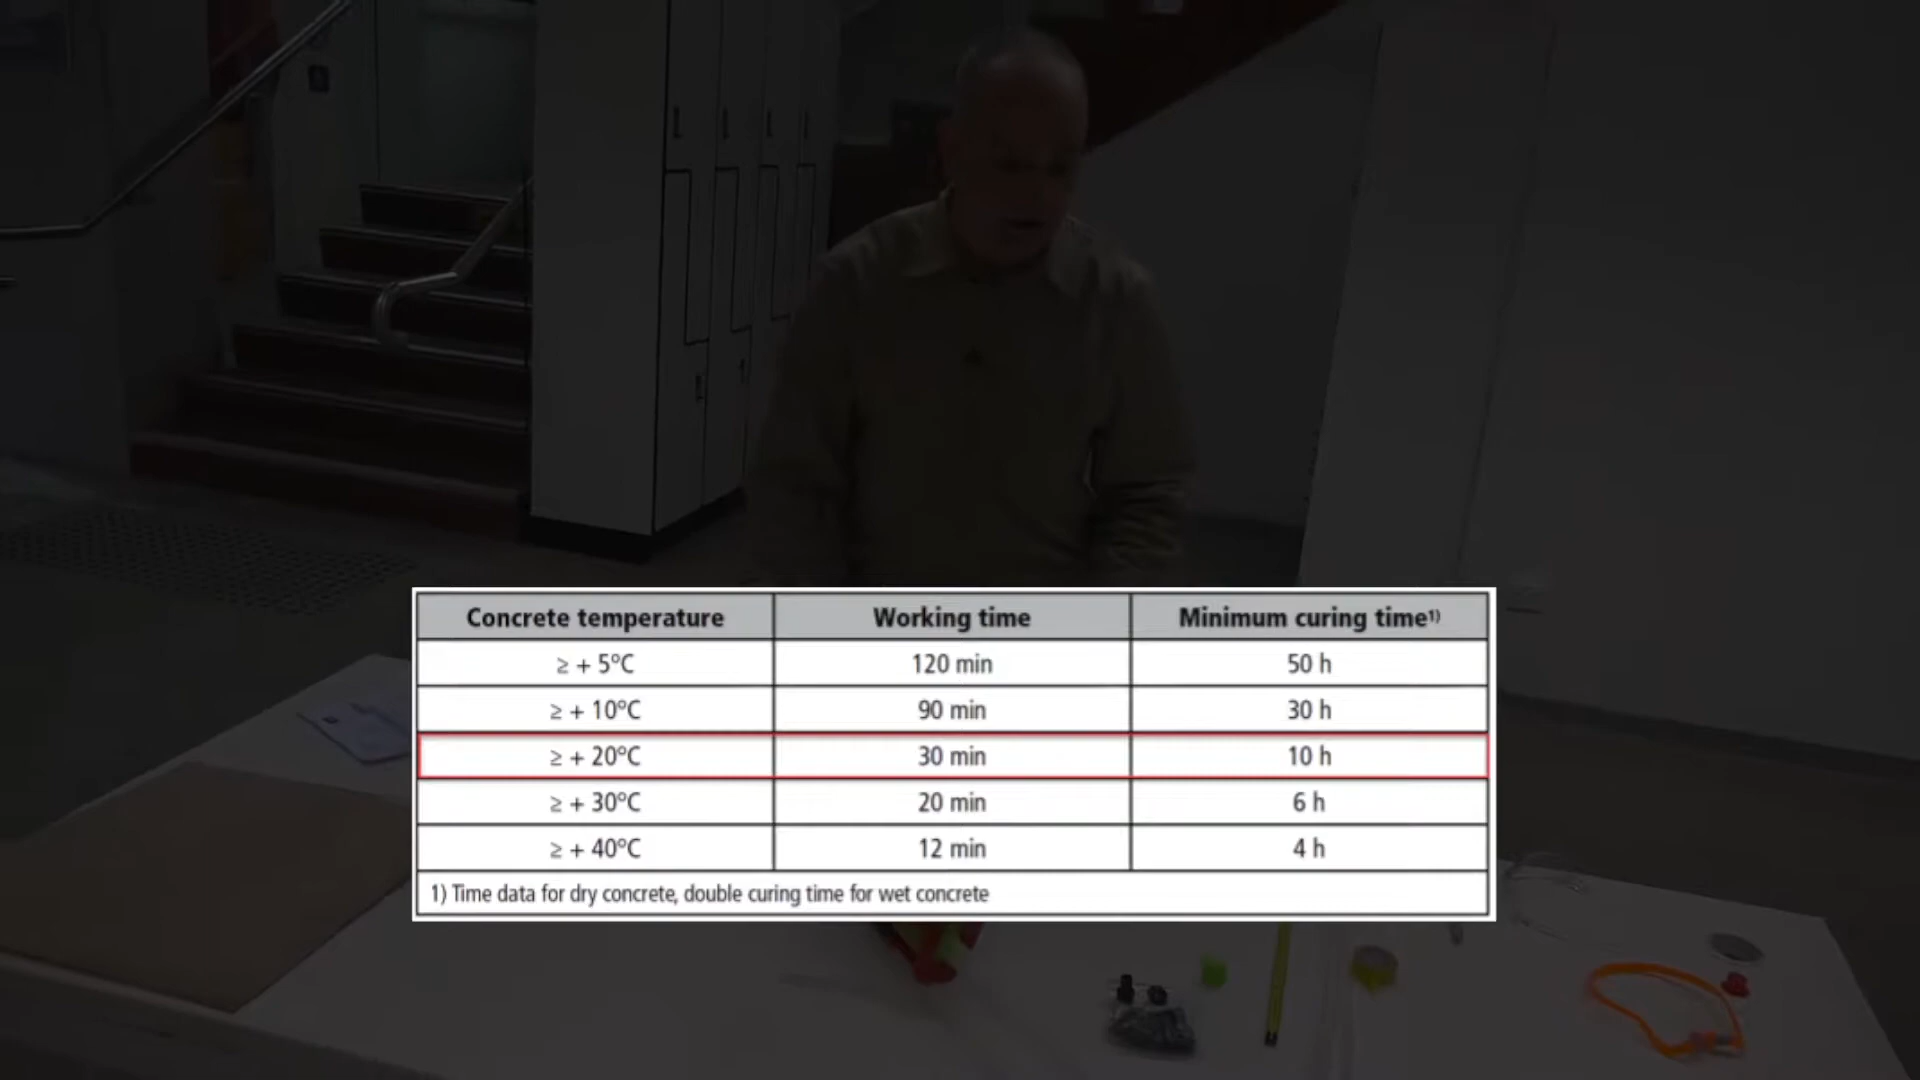 Concrete temperature Working time Minimum curing time1)
≥ + 5°C 120 min 50 h
≥ + 10°C 90 min 30 h
≥ + 20°C 30 min 10 h
≥ + 30°C 20 min 6 h
≥ + 40°C 12 min 4 h
1) Time data for dry concrete, double curing time for wet concrete